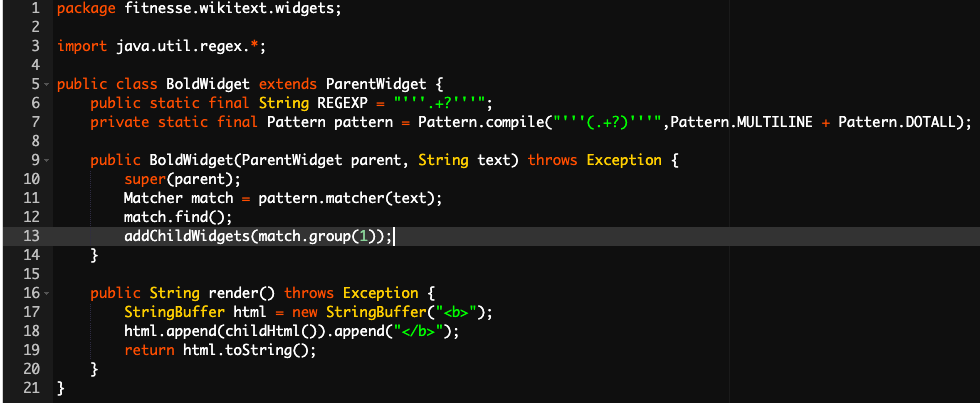 1 package fitnesse.wikitext.widgets;
2
3 import java.util.regex.*;
4
5 public class BoldWidget extends ParentWidget {
6     public static final String REGEXP = "'''.+?'''";
7     private static final Pattern pattern = Pattern.compile("'''(.+?)'''",Pattern.MULTILINE + Pattern.DOTALL);
8
9     public BoldWidget(ParentWidget parent, String text) throws Exception {
10         super(parent);
11         Matcher match = pattern.matcher(text);
12         match.find();
13         addChildWidgets(match.group(1));
14     }
15
16     public String render() throws Exception {
17         StringBuffer html = new StringBuffer("<b>");
18         html.append(childHtml()).append("</b>");
19         return html.toString();
20     }
21 }